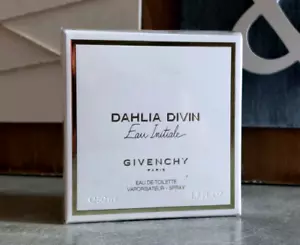 DAHLIA DIVIN
Eau Initiale
GIVENCHY
PARIS
EAU DE TOILETTE
VAPORISATEUR - SPRAY
&